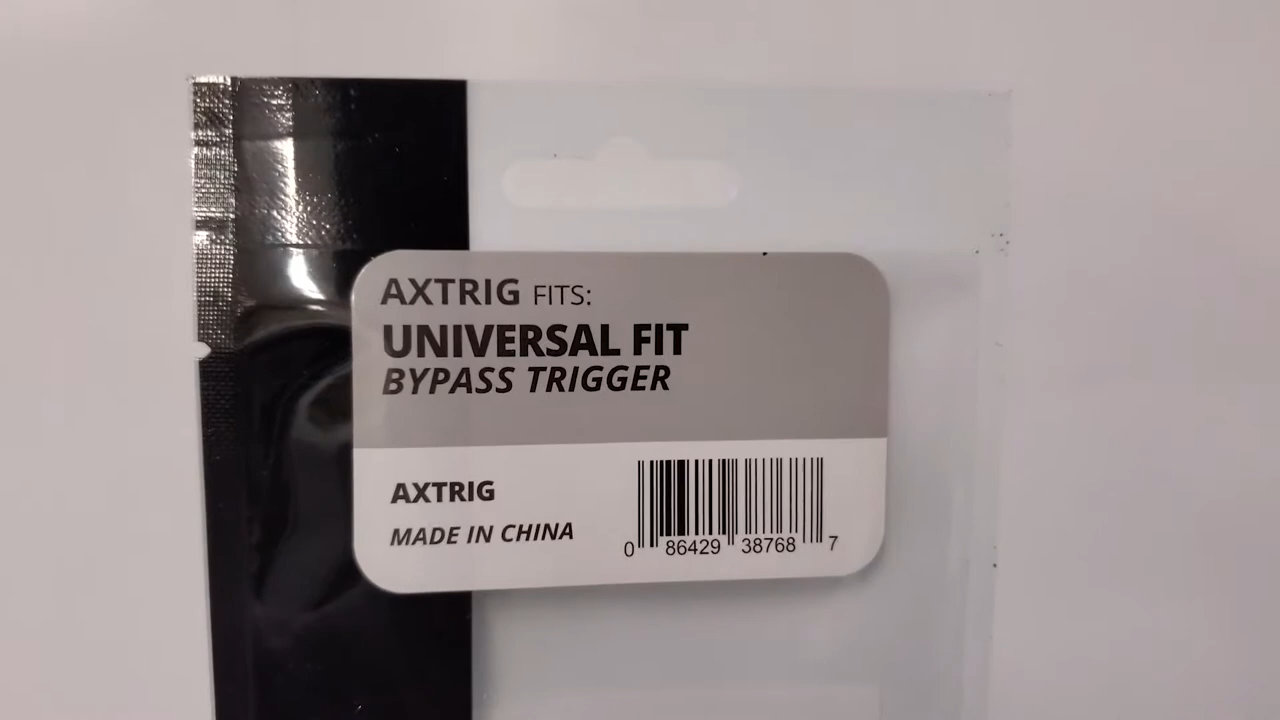 AXTRIG FITS:
UNIVERSAL FIT
BYPASS TRIGGER
AXTRIG
MADE IN CHINA
0 86429 38768 7